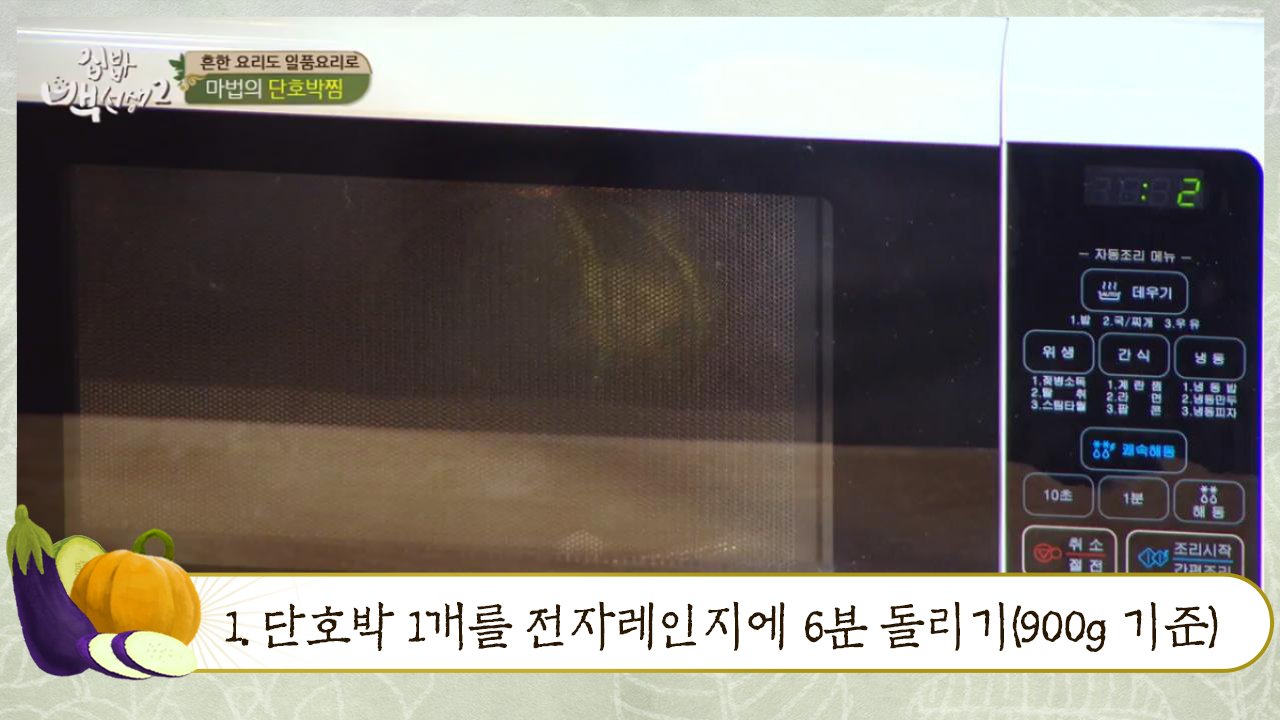 집밥
백선생2
흔한 요리도 일품요리로
마법의 단호박찜
: 2
자동조리 메뉴
데우기
1.밥 2.국/찌개 3.우유
위생
간식
냉동
1.젖병소독
2.탈취
3.스팀타월
1.계란찜
2.라면
3.팝콘
1.냉동밥
2.냉동만두
3.냉동피자
쾌속해동
10초
1분
해동
취소
절전
조리시작
간편조리
1. 단호박 1개를 전자레인지에 6분 돌리기(900g 기준)